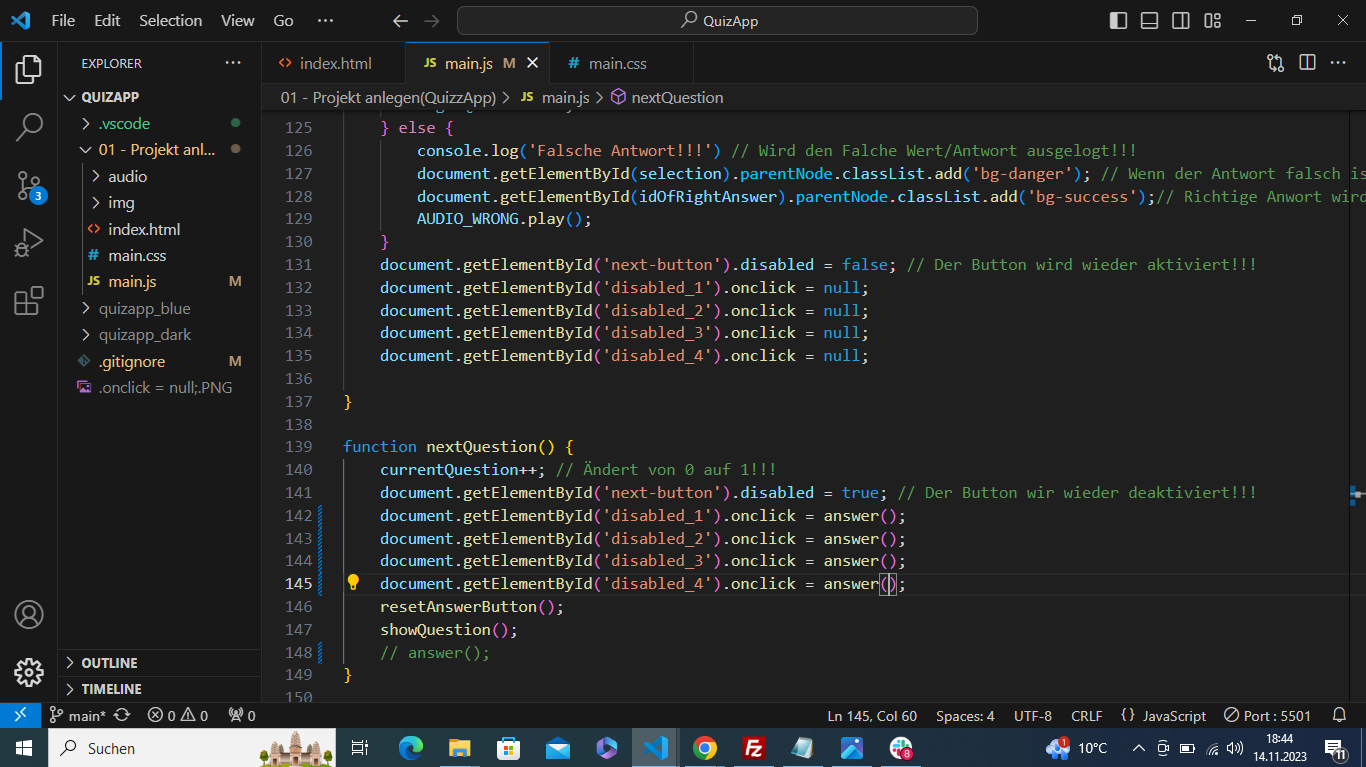 File Edit Selection View Go ··· QuizApp
EXPLORER ···
QUIZAPP
.vscode
01 - Projekt anl...
audio
img
index.html
main.css
JS main.js M
quizapp_blue
quizapp_dark
.gitignore M
.onclick = null;.PNG
OUTLINE
TIMELINE
3
<> index.html JS main.js M # main.css
01 - Projekt anlegen(QuizzApp) > JS main.js > nextQuestion
125 } else {
126 console.log('Falsche Antwort!!!') // Wird den Falche Wert/Antwort ausgelogt!!!
127 document.getElementById(selection).parentNode.classList.add('bg-danger'); // Wenn der Antwort falsch is
128 document.getElementById(idOfRightAnswer).parentNode.classList.add('bg-success');// Richtige Anwort wird
129 AUDIO_WRONG.play();
130 }
131 document.getElementById('next-button').disabled = false; // Der Button wird wieder aktiviert!!!
132 document.getElementById('disabled_1').onclick = null;
133 document.getElementById('disabled_2').onclick = null;
134 document.getElementById('disabled_3').onclick = null;
135 document.getElementById('disabled_4').onclick = null;
136
137 }
138
139 function nextQuestion() {
140 currentQuestion++; // Ändert von 0 auf 1!!!
141 document.getElementById('next-button').disabled = true; // Der Button wir wieder deaktiviert!!!
142 document.getElementById('disabled_1').onclick = answer();
143 document.getElementById('disabled_2').onclick = answer();
144 document.getElementById('disabled_3').onclick = answer();
145 document.getElementById('disabled_4').onclick = answer();
146 resetAnswerButton();
147 showQuestion();
148 // answer();
149 }
150
main* 0 0 0 Ln 145, Col 60 Spaces: 4 UTF-8 CRLF {} JavaScript Port : 5501
Suchen 8 1 10°C 18:44
14.11.2023 11